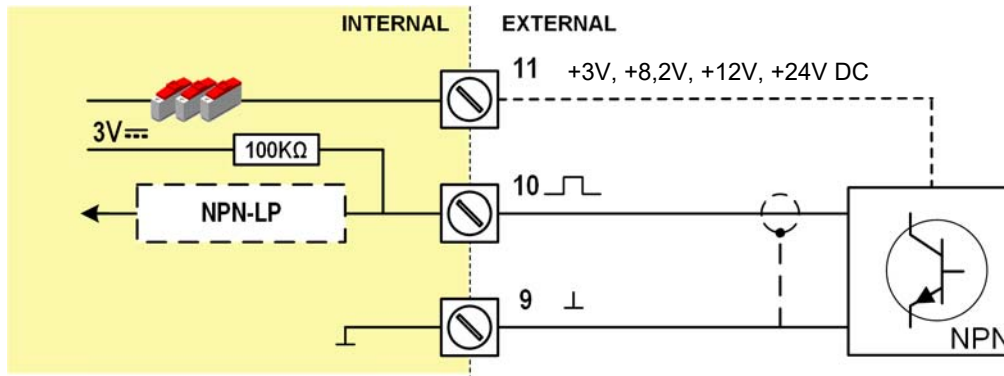 INTERNAL EXTERNAL
11 +3V, +8,2V, +12V, +24V DC
3V
100KΩ
10
NPN-LP
9
NPN